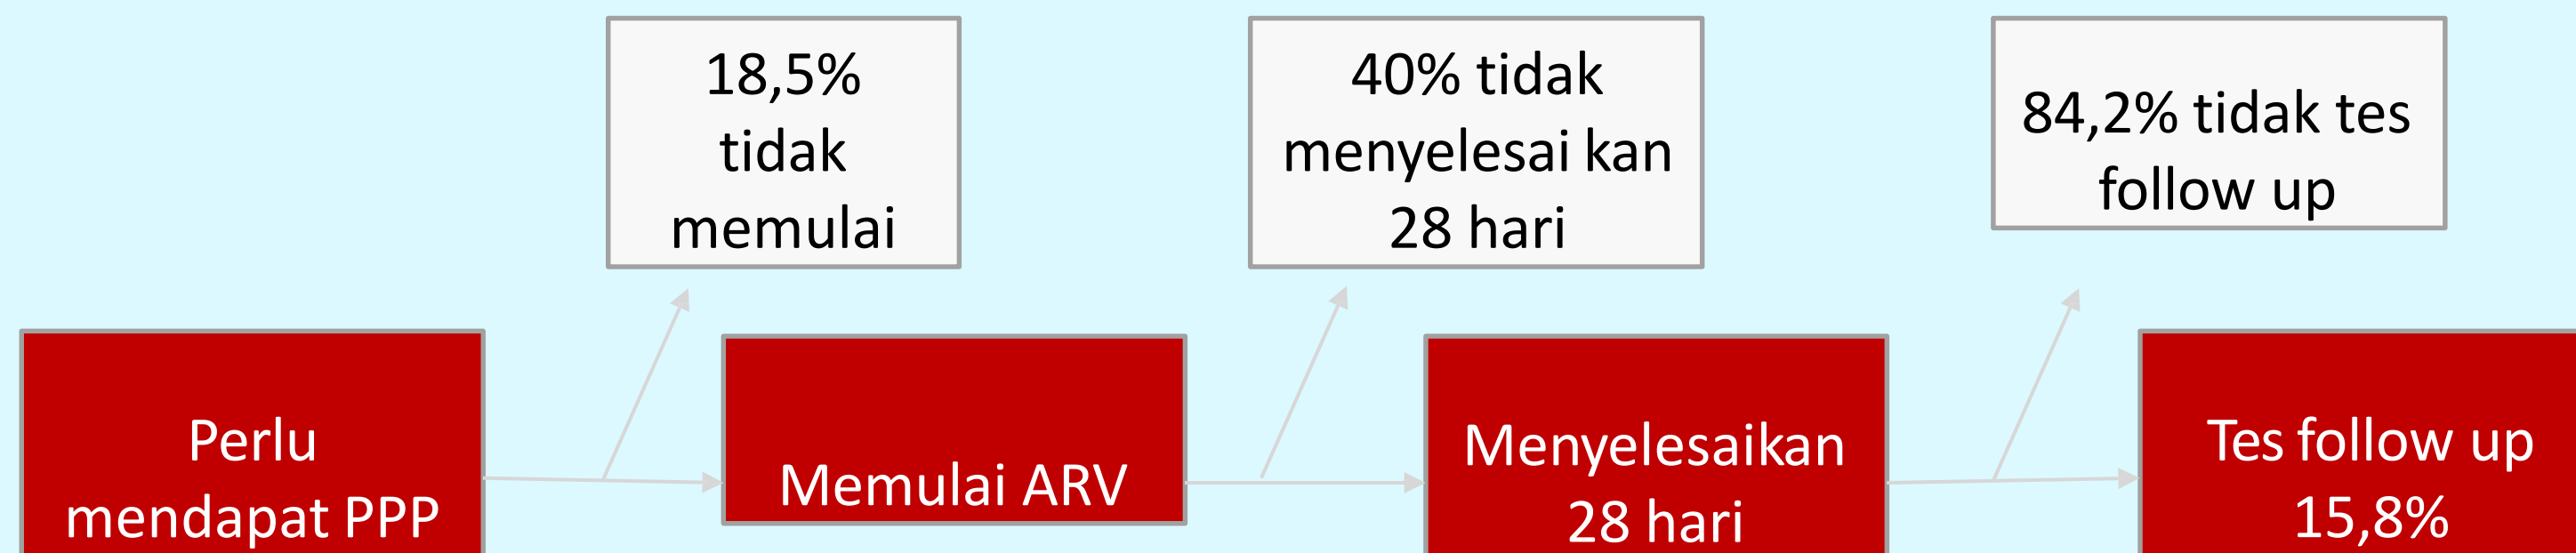 18,5%
tidak
memulai
40% tidak
menyelesai kan
28 hari
84,2% tidak tes
follow up
Perlu
mendapat PPP
Memulai ARV
Menyelesaikan
28 hari
Tes follow up
15,8%